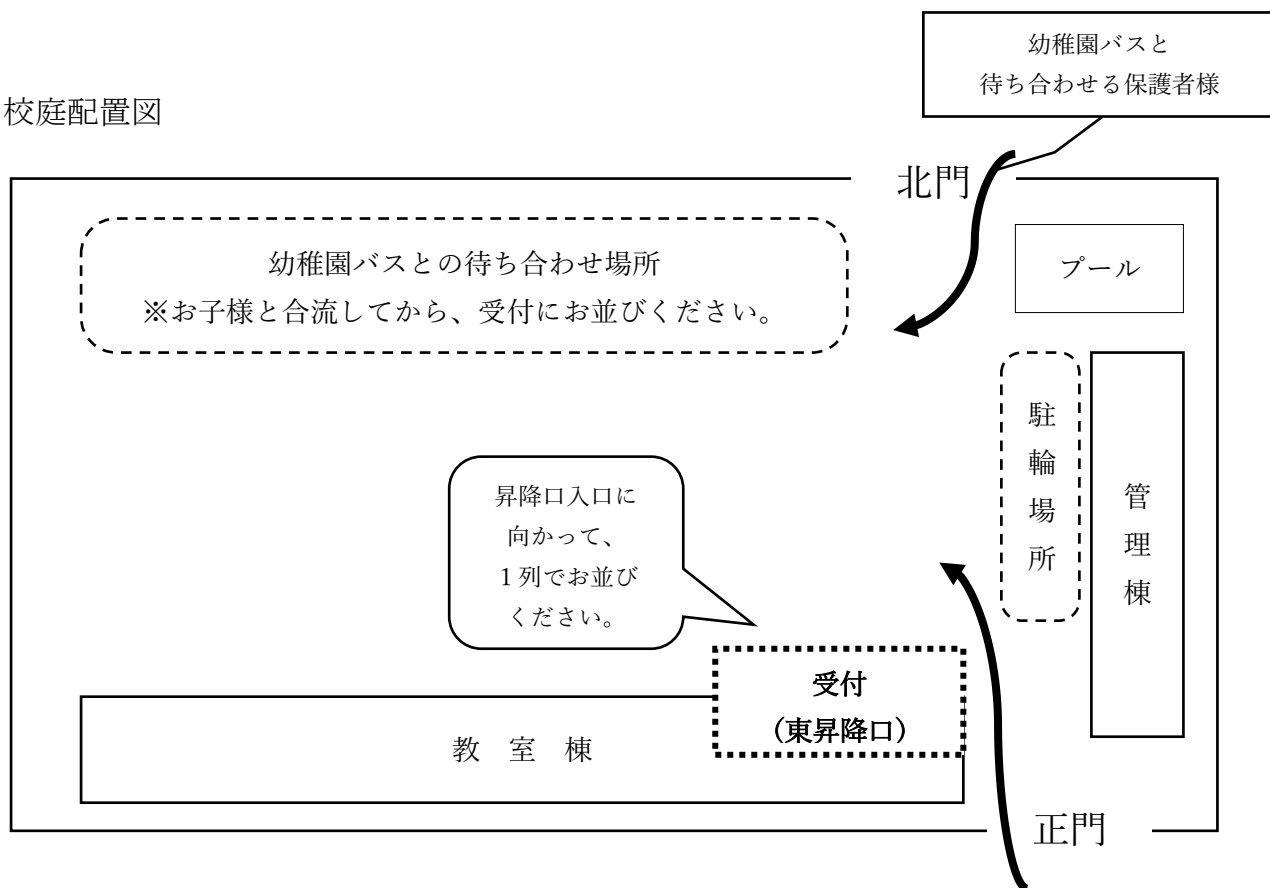 幼稚園バスと
待ち合わせる保護者様
校庭配置図
北門
幼稚園バスとの待ち合わせ場所
※お子様と合流してから、受付にお並びください。
プール
駐輪場所
管理棟
昇降口入口に
向かって、
１列でお並び
ください。
受付
（東昇降口）
教　室　棟
正門